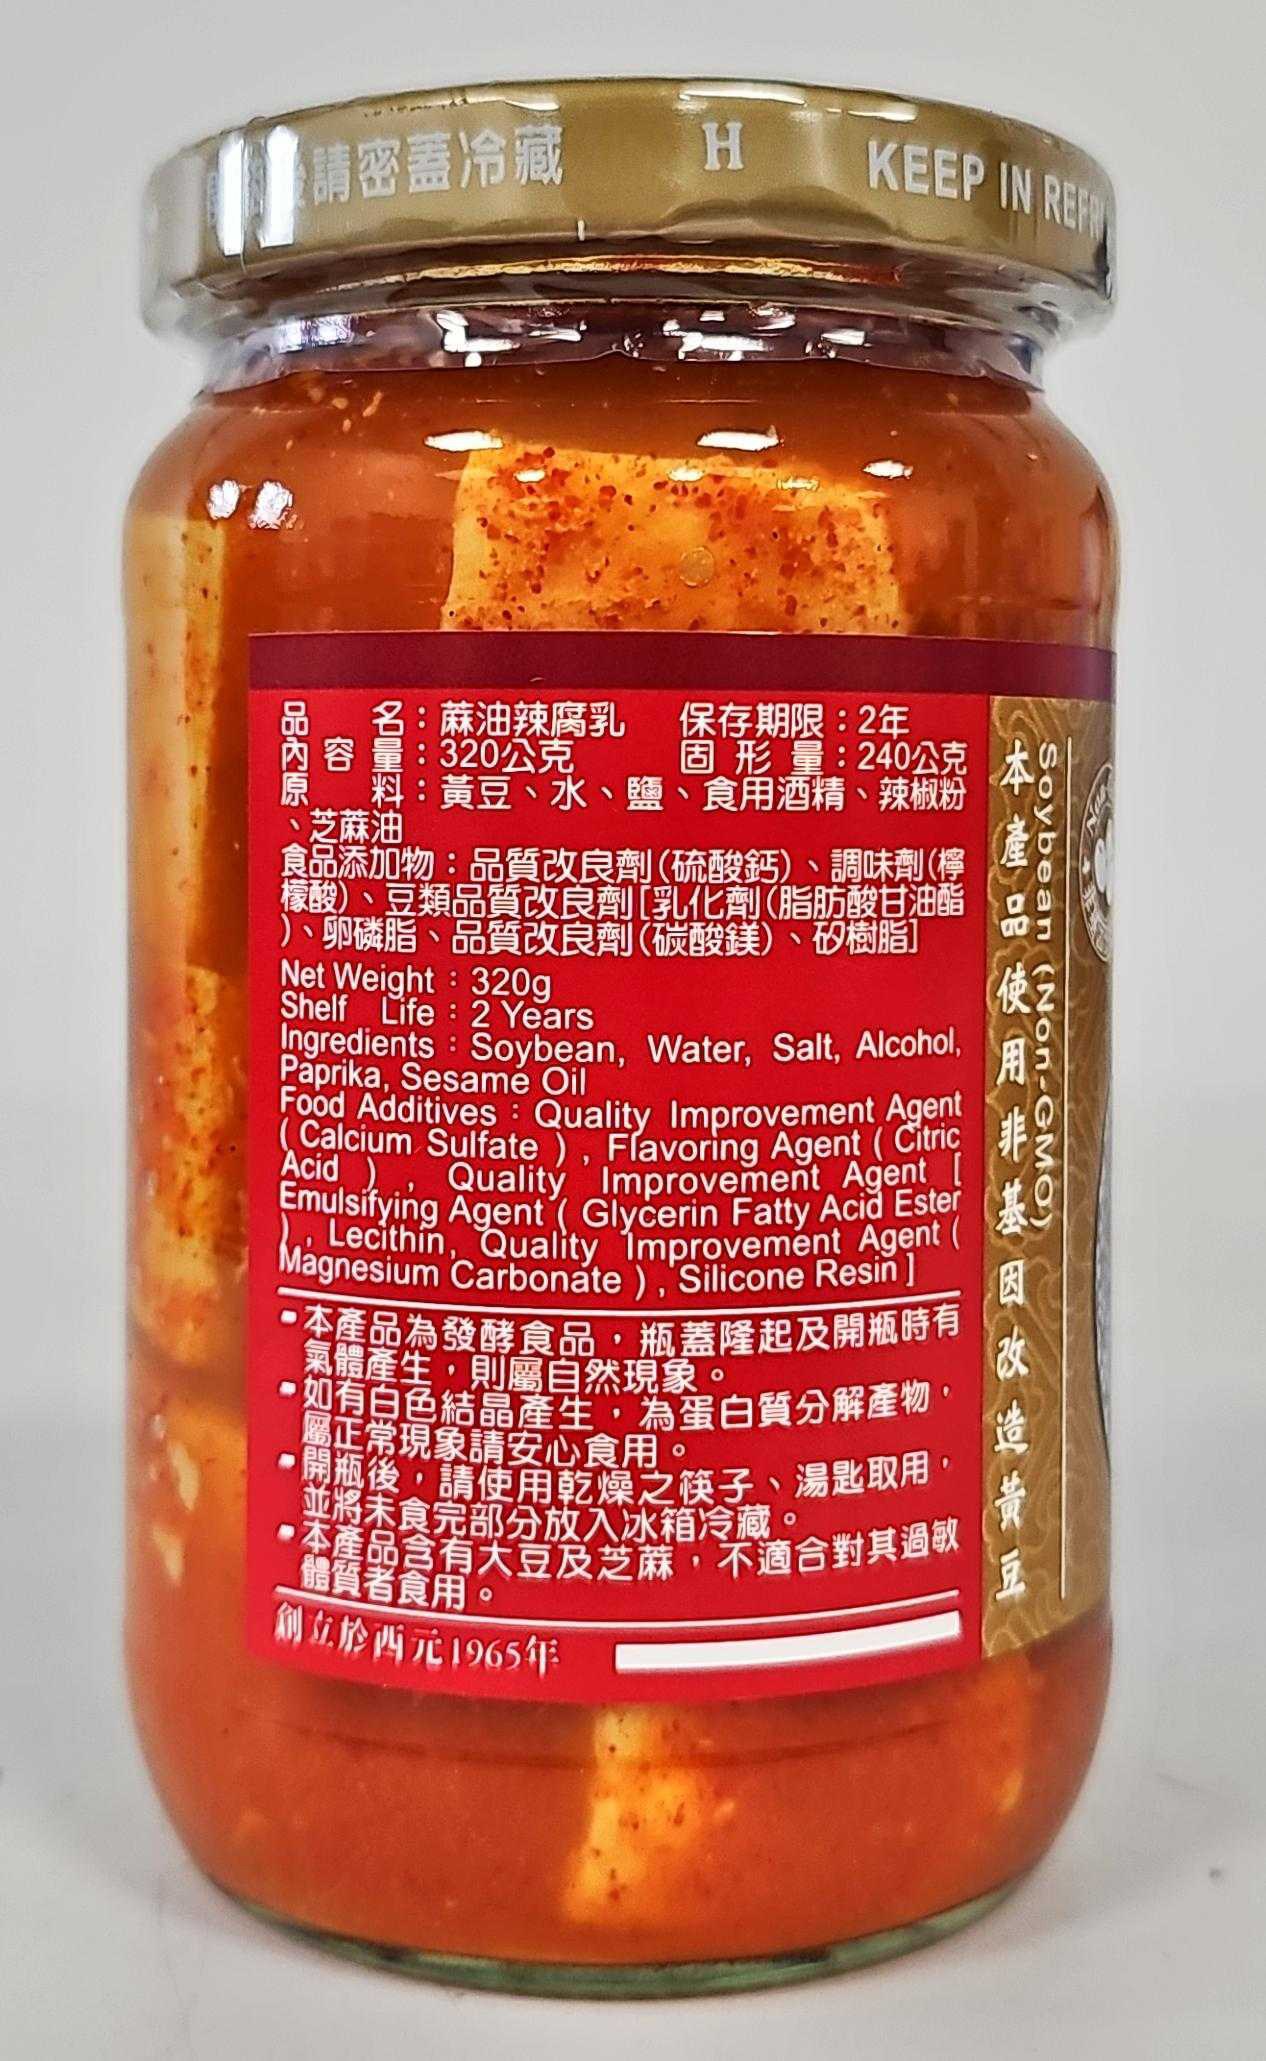 請密蓋冷藏
H
KEEP IN
品 名：蔴油辣腐乳 保存期限：2年
內容量：320公克 固形量：240公克
原 料：黃豆、水、鹽、食用酒精、辣椒粉
、芝蔴油
食品添加物：品質改良劑(硫酸鈣)、調味劑(檸
檬酸)、豆類品質改良劑[乳化劑(脂肪酸甘油酯
)、卵磷脂、品質改良劑(碳酸鎂)、矽樹脂]
Net Weight：320g
Shelf Life：2 Years
Ingredients：Soybean, Water, Salt, Alcohol,
Paprika, Sesame Oil
Food Additives：Quality Improvement Agent
( Calcium Sulfate ) , Flavoring Agent ( Citric
Acid ) , Quality Improvement Agent [
Emulsifying Agent ( Glycerin Fatty Acid Ester
) , Lecithin, Quality Improvement Agent (
Magnesium Carbonate ) , Silicone Resin ]
▪本產品為發酵食品，瓶蓋隆起及開瓶時有
氣體產生，則屬自然現象。
▪如有白色結晶產生，為蛋白質分解產物，
屬正常現象請安心食用。
▪開瓶後，請使用乾燥之筷子、湯匙取用，
並將未食完部分放入冰箱冷藏。
▪本產品含有大豆及芝蔴，不適合對其過敏
體質者食用。
創立於西元1965年
本產品使用非基因改造黃豆
Soybean (Non-GMO)